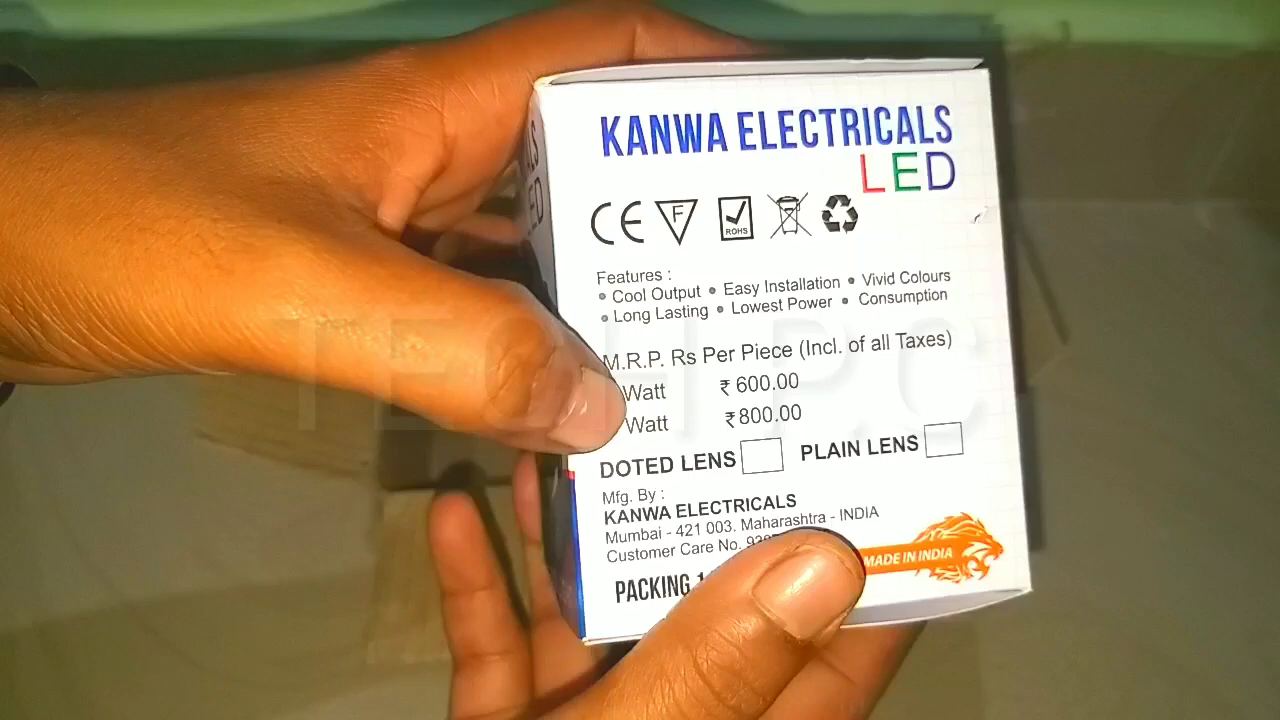 KANWA ELECTRICALS
LED
CE F ROHS
Features :
• Cool Output • Easy Installation • Vivid Colours
• Long Lasting • Lowest Power • Consumption
M.R.P. Rs Per Piece (Incl. of all Taxes)
Watt ₹ 600.00
Watt ₹ 800.00
DOTED LENS PLAIN LENS
Mfg. By :
KANWA ELECTRICALS
Mumbai - 421 003. Maharashtra - INDIA
Customer Care No.
MADE IN INDIA
PACKING
TECH P.C